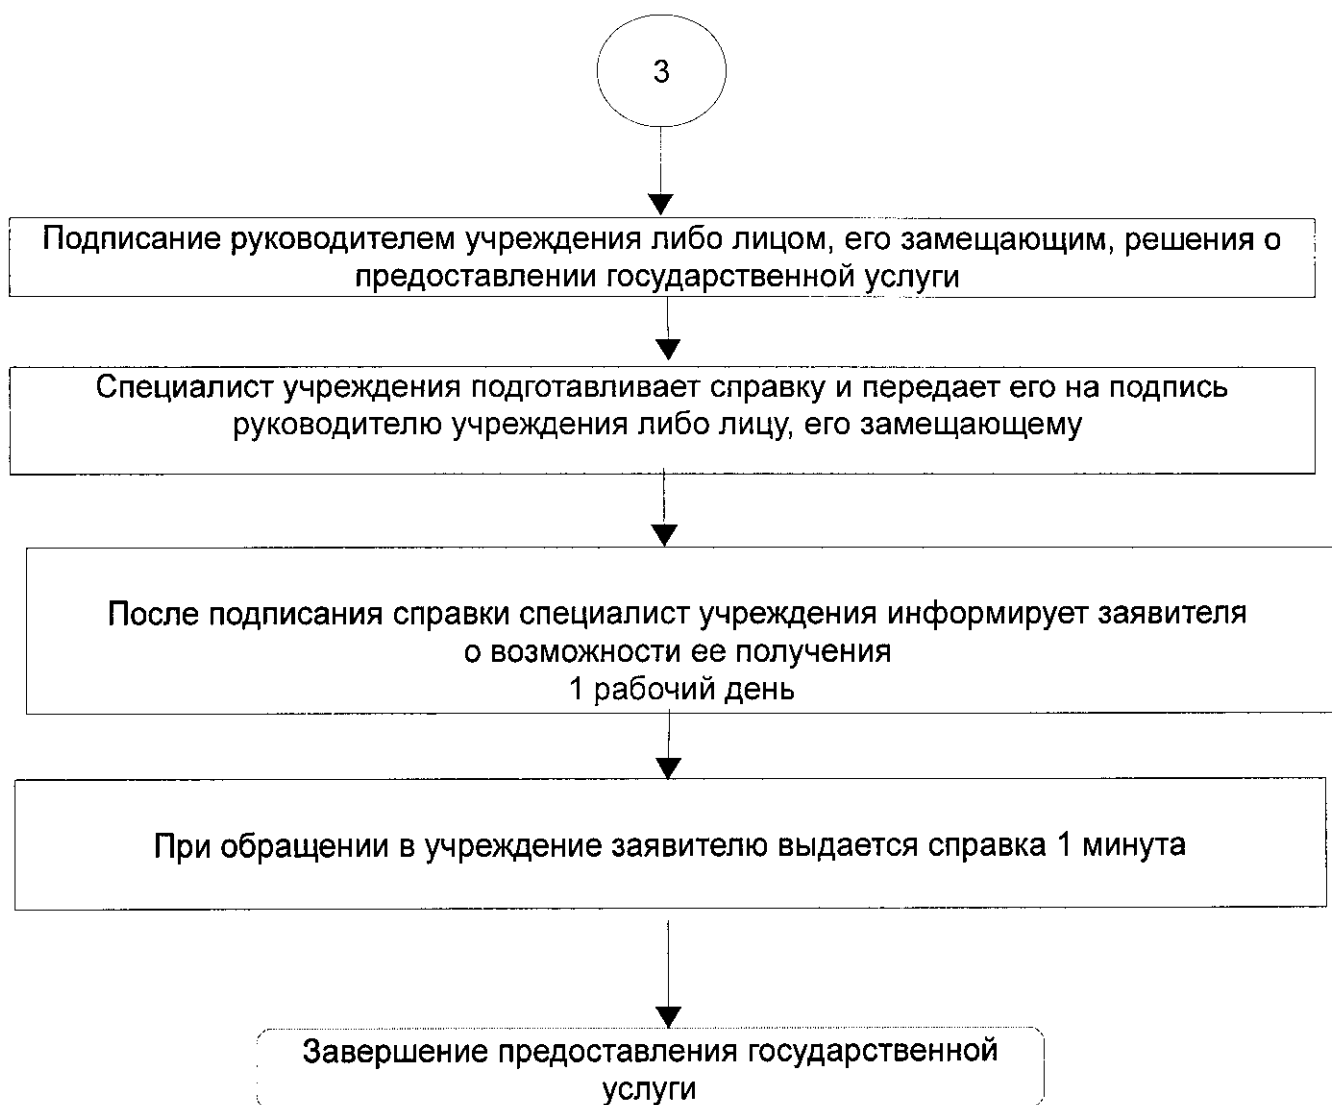 3
Подписание руководителем учреждения либо лицом, его замещающим, решения о
предоставлении государственной услуги
Специалист учреждения подготавливает справку и передает его на подпись
руководителю учреждения либо лицу, его замещающему
После подписания справки специалист учреждения информирует заявителя
о возможности ее получения
1 рабочий день
При обращении в учреждение заявителю выдается справка 1 минута
Завершение предоставления государственной
услуги